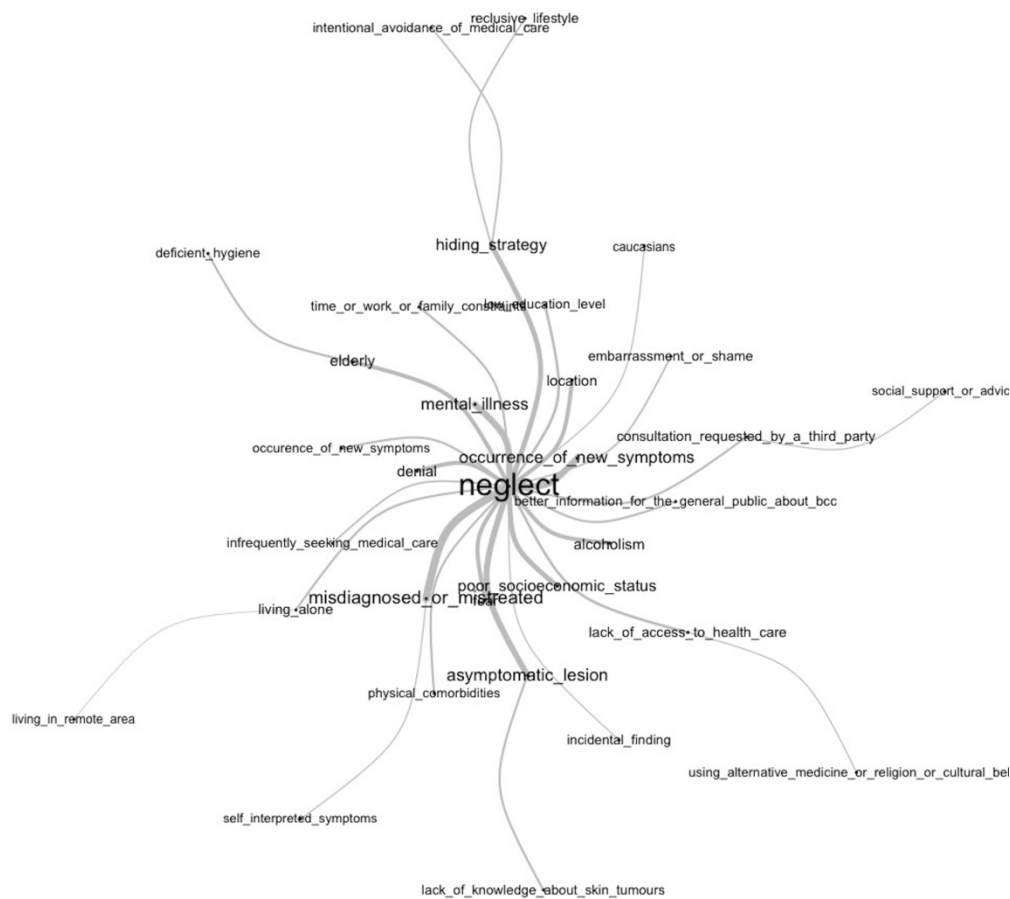 reclusive_lifestyle
intentional_avoidance_of_medical_care
hiding_strategy
caucasians
deficient_hygiene
time_or_work_or_family_constraints
low_education_level
elderly
embarrassment_or_shame
location
social_support_or_advic
mental_illness
consultation_requested_by_a_third_party
occurence_of_new_symptoms
occurrence_of_new_symptoms
denial
neglect
better_information_for_the_general_public_about_bcc
infrequently_seeking_medical_care
alcoholism
poor_socioeconomic_status
misdiagnosed_or_mistreated
fear
living_alone
lack_of_access_to_health_care
asymptomatic_lesion
physical_comorbidities
living_in_remote_area
incidental_finding
using_alternative_medicine_or_religion_or_cultural_bel
self_interpreted_symptoms
lack_of_knowledge_about_skin_tumours